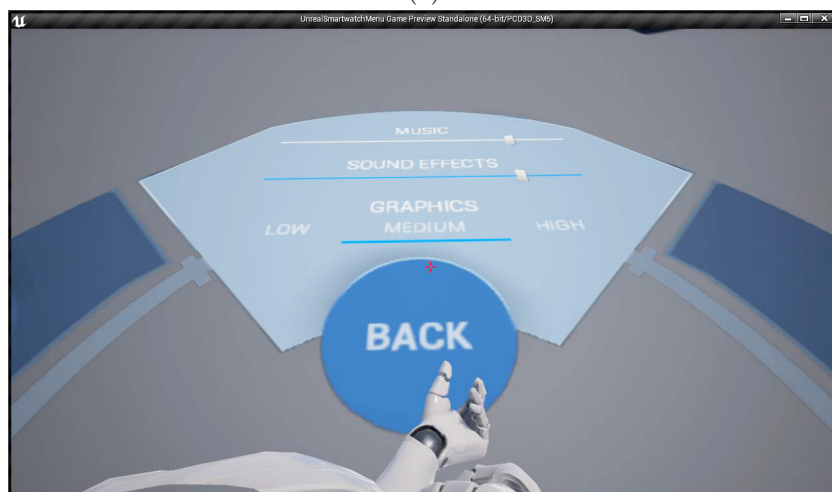 UnrealSmartwatchMenu Game Preview Standalone (64-bit/PCD3D_SM5)
MUSIC
SOUND EFFECTS
GRAPHICS
LOW MEDIUM HIGH
BACK